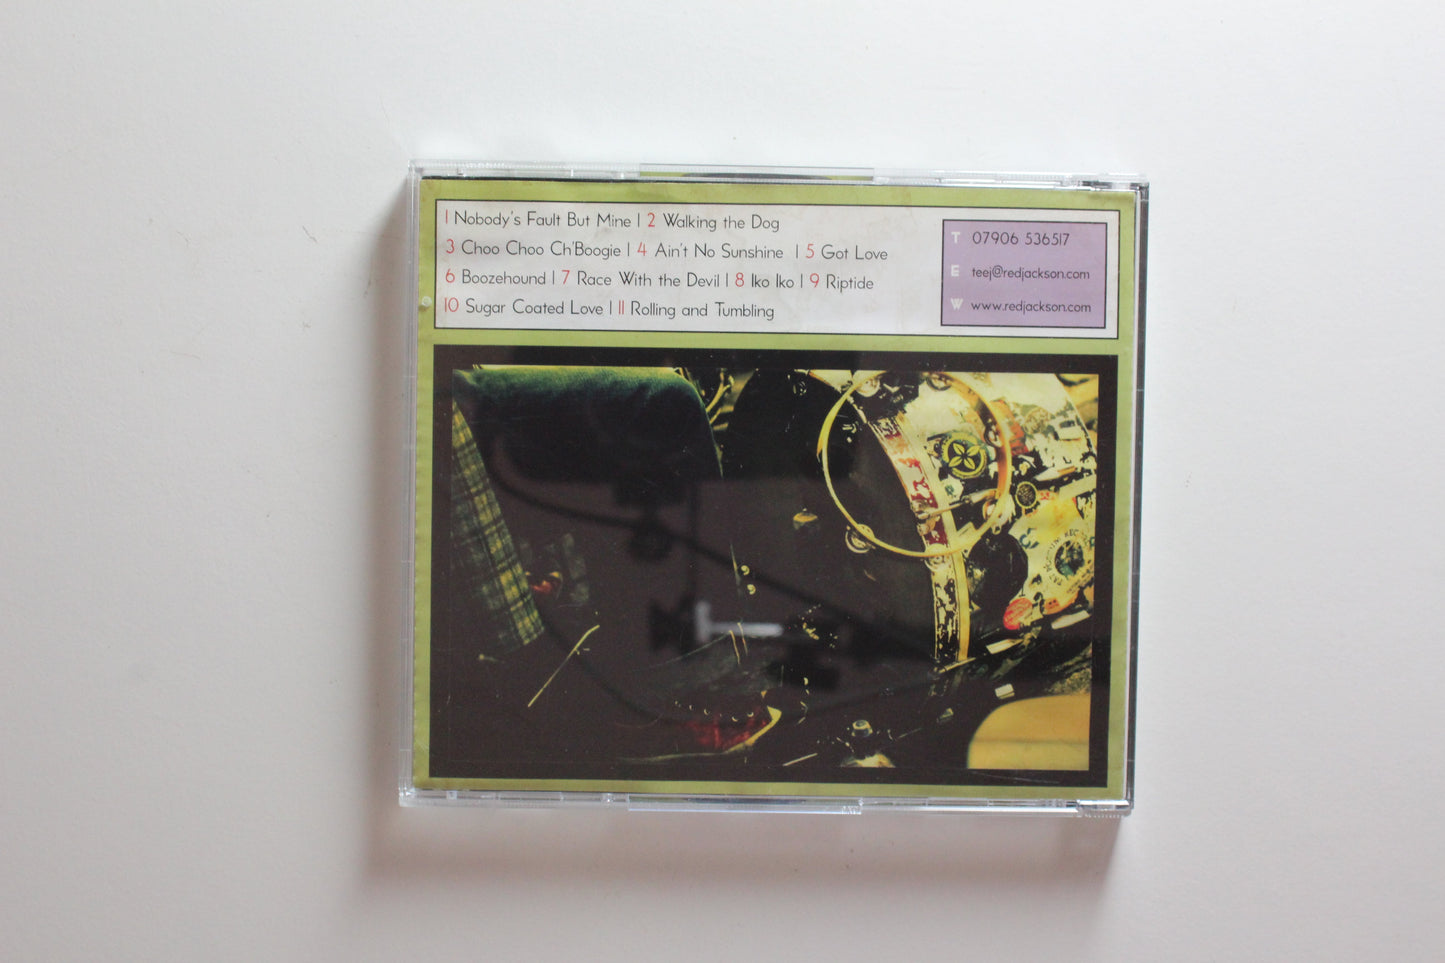 1 Nobody's Fault But Mine | 2 Walking the Dog
3 Choo Choo Ch'Boogie | 4 Ain't No Sunshine | 5 Got Love
6 Boozehound | 7 Race With the Devil | 8 Iko Iko | 9 Riptide
10 Sugar Coated Love | 11 Rolling and Tumbling
T 07906 536517
E teej@redjackson.com
W www.redjackson.com